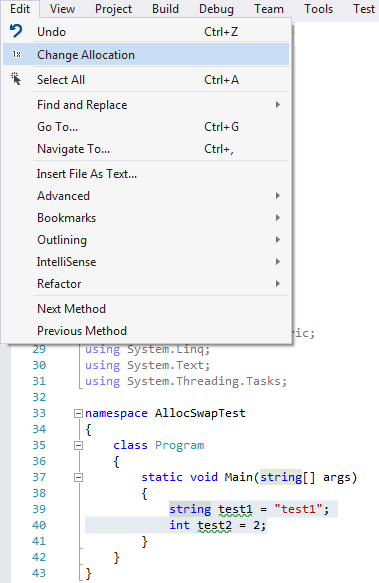 Edit View Project Build Debug Team Tools Test
Undo Ctrl+Z
1x Change Allocation
Select All Ctrl+A
Find and Replace
Go To... Ctrl+G
Navigate To... Ctrl+,
Insert File As Text...
Advanced
Bookmarks
Outlining
IntelliSense
Refactor
Next Method
Previous Method
ric;
29 using System.Linq;
30 using System.Text;
31 using System.Threading.Tasks;
32
33 namespace AllocSwapTest
34 {
35 class Program
36 {
37 static void Main(string[] args)
38 {
39 string test1 = "test1";
40 int test2 = 2;
41 }
42 }
43 }